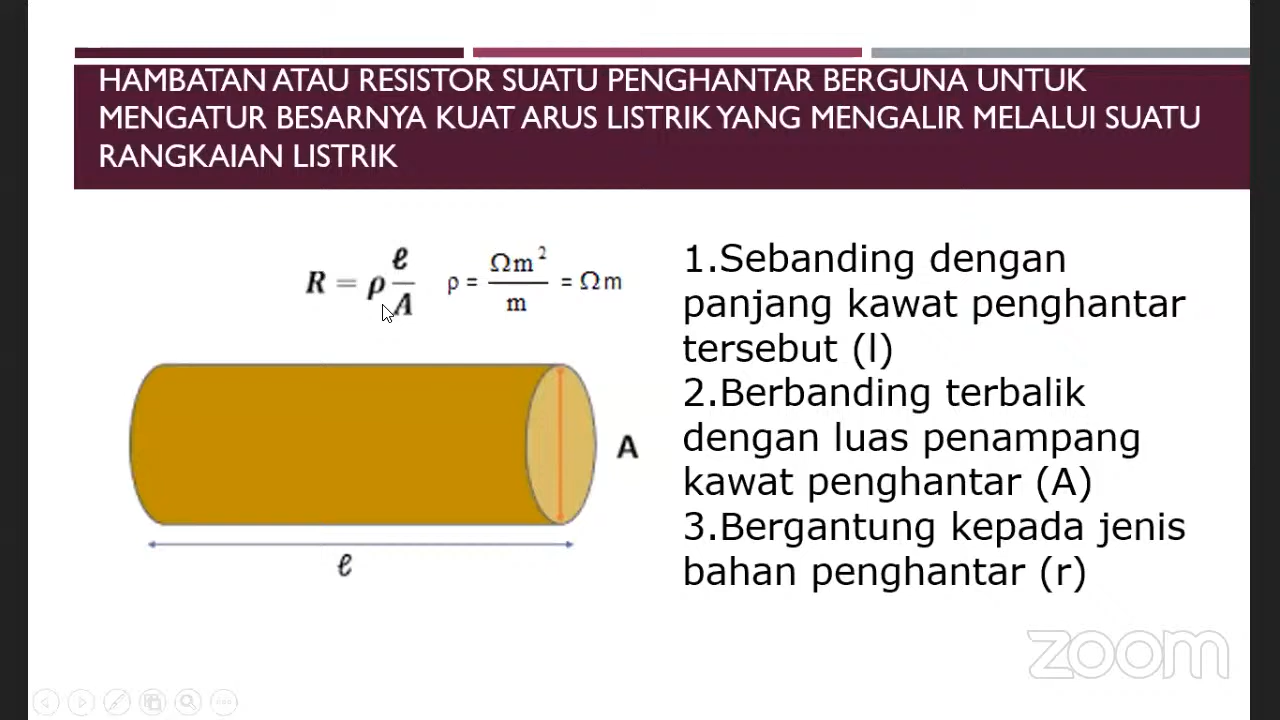 HAMBATAN ATAU RESISTOR SUATU PENGHANTAR BERGUNA UNTUK
MENGATUR BESARNYA KUAT ARUS LISTRIK YANG MENGALIR MELALUI SUATU
RANGKAIAN LISTRIK
R = ρ ℓ/A
ρ = Ωm²/m = Ωm
A
ℓ
1.Sebanding dengan
panjang kawat penghantar
tersebut (l)
2.Berbanding terbalik
dengan luas penampang
kawat penghantar (A)
3.Bergantung kepada jenis
bahan penghantar (r)
zoom